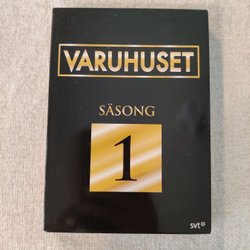 VARUHUSET
SÄSONG
1
svt